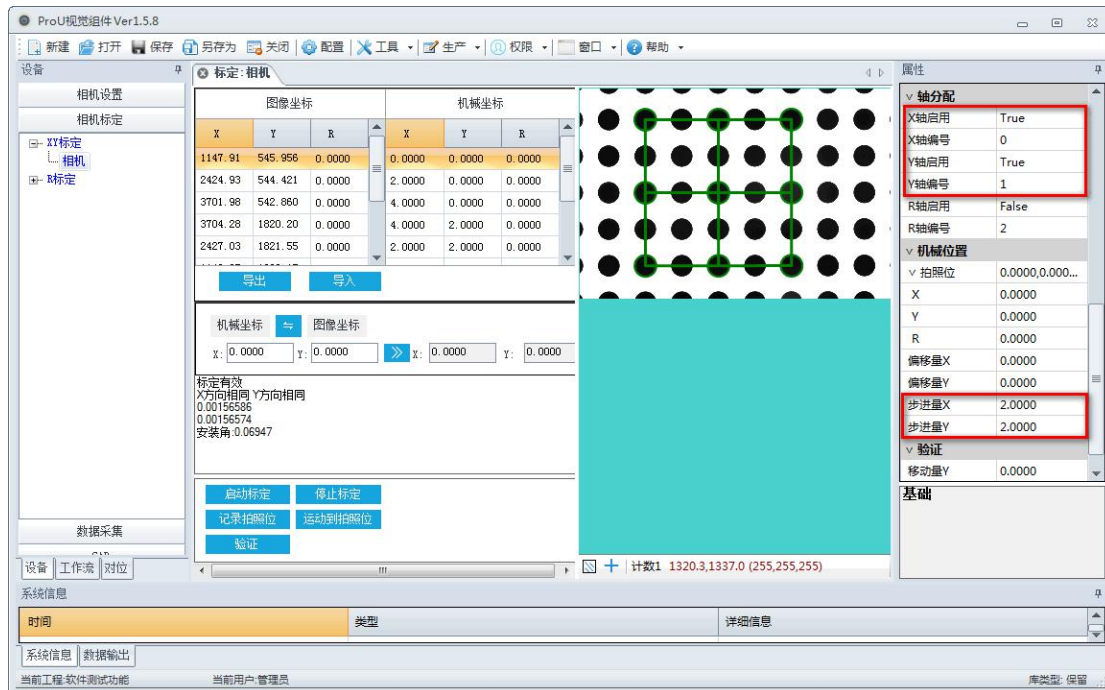 ProU视觉组件Ver1.5.8
新建 打开 保存 另存为 关闭 配置 工具 生产 权限 窗口 帮助
设备
相机设置
相机标定
XY标定
相机
R标定
数据采集
设备 工作流 对位
标定:相机
图像坐标 机械坐标
X Y R X Y R
1147.91 545.956 0.0000 0.0000 0.0000 0.0000
2424.93 544.421 0.0000 2.0000 0.0000 0.0000
3701.98 542.860 0.0000 4.0000 0.0000 0.0000
3704.28 1820.20 0.0000 4.0000 2.0000 0.0000
2427.03 1821.55 0.0000 2.0000 2.0000 0.0000
导出 导入
机械坐标 ⇋ 图像坐标
X: 0.0000 Y: 0.0000 X: 0.0000 Y: 0.0000
标定有效
X方向相同 Y方向相同
0.00156586
0.00156574
安装角:0.06947
启动标定 停止标定
记录拍照位 运动到拍照位
验证
计数1 1320.3,1337.0 (255,255,255)
属性
轴分配
X轴启用 True
X轴编号 0
Y轴启用 True
Y轴编号 1
R轴启用 False
R轴编号 2
机械位置
拍照位 0.0000,0.000...
X 0.0000
Y 0.0000
R 0.0000
偏移量X 0.0000
偏移量Y 0.0000
步进量X 2.0000
步进量Y 2.0000
验证
移动量Y 0.0000
基础
系统信息
时间 类型 详细信息
系统信息 数据输出
当前工程:软件测试功能 当前用户:管理员 库类型: 保留